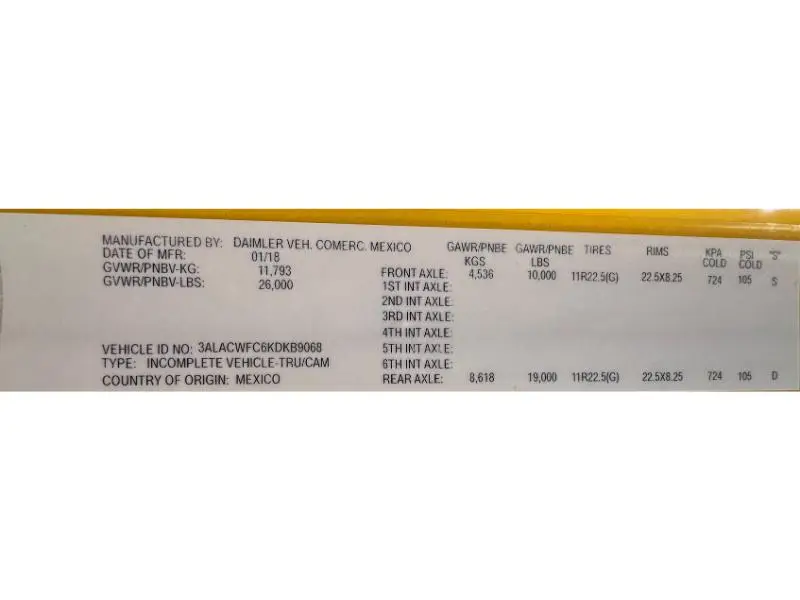 MANUFACTURED BY: DAIMLER VEH. COMERC. MEXICO GAWR/PNBE KGS GAWR/PNBE LBS TIRES RIMS KPA COLD PSI COLD "S"
DATE OF MFR: 01/18
GVWR/PNBV-KG: 11,793 FRONT AXLE: 4,536 10,000 11R22.5(G) 22.5X8.25 724 105 S
GVWR/PNBV-LBS: 26,000 1ST INT AXLE:
2ND INT AXLE:
3RD INT AXLE:
4TH INT AXLE:
VEHICLE ID NO: 3ALACWFC6KDKB9068 5TH INT AXLE:
TYPE: INCOMPLETE VEHICLE-TRU/CAM 6TH INT AXLE:
COUNTRY OF ORIGIN: MEXICO REAR AXLE: 8,618 19,000 11R22.5(G) 22.5X8.25 724 105 D